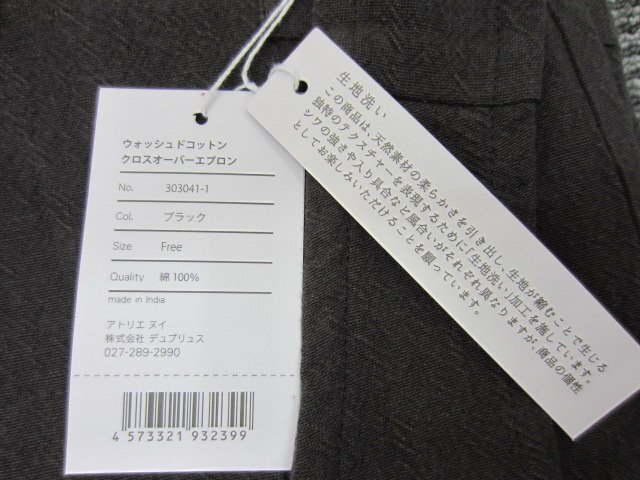 ウォッシュドコットン
クロスオーバーエプロン
No. 303041-1
Col. ブラック
Size Free
Quality 綿100%
made in India
アトリエ ヌイ
株式会社 デュプリュス
027-289-2990
4 573321 932399
生地洗い
この商品は、天然素材の柔らかさを引き出し、生地が縮むことで生じる
独特のテクスチャーを表現するために「生地洗い」加工を施しています。
シワの強さや入り具合など風合いがそれぞれ異なりますが、商品の個性
としてお楽しみいただけることを願っています。